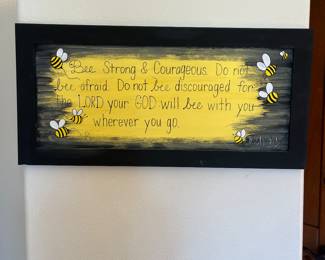 Bee Strong & Courageous. Do not
bee afraid. Do not bee discouraged for
the LORD your GOD will bee with you
wherever you go.